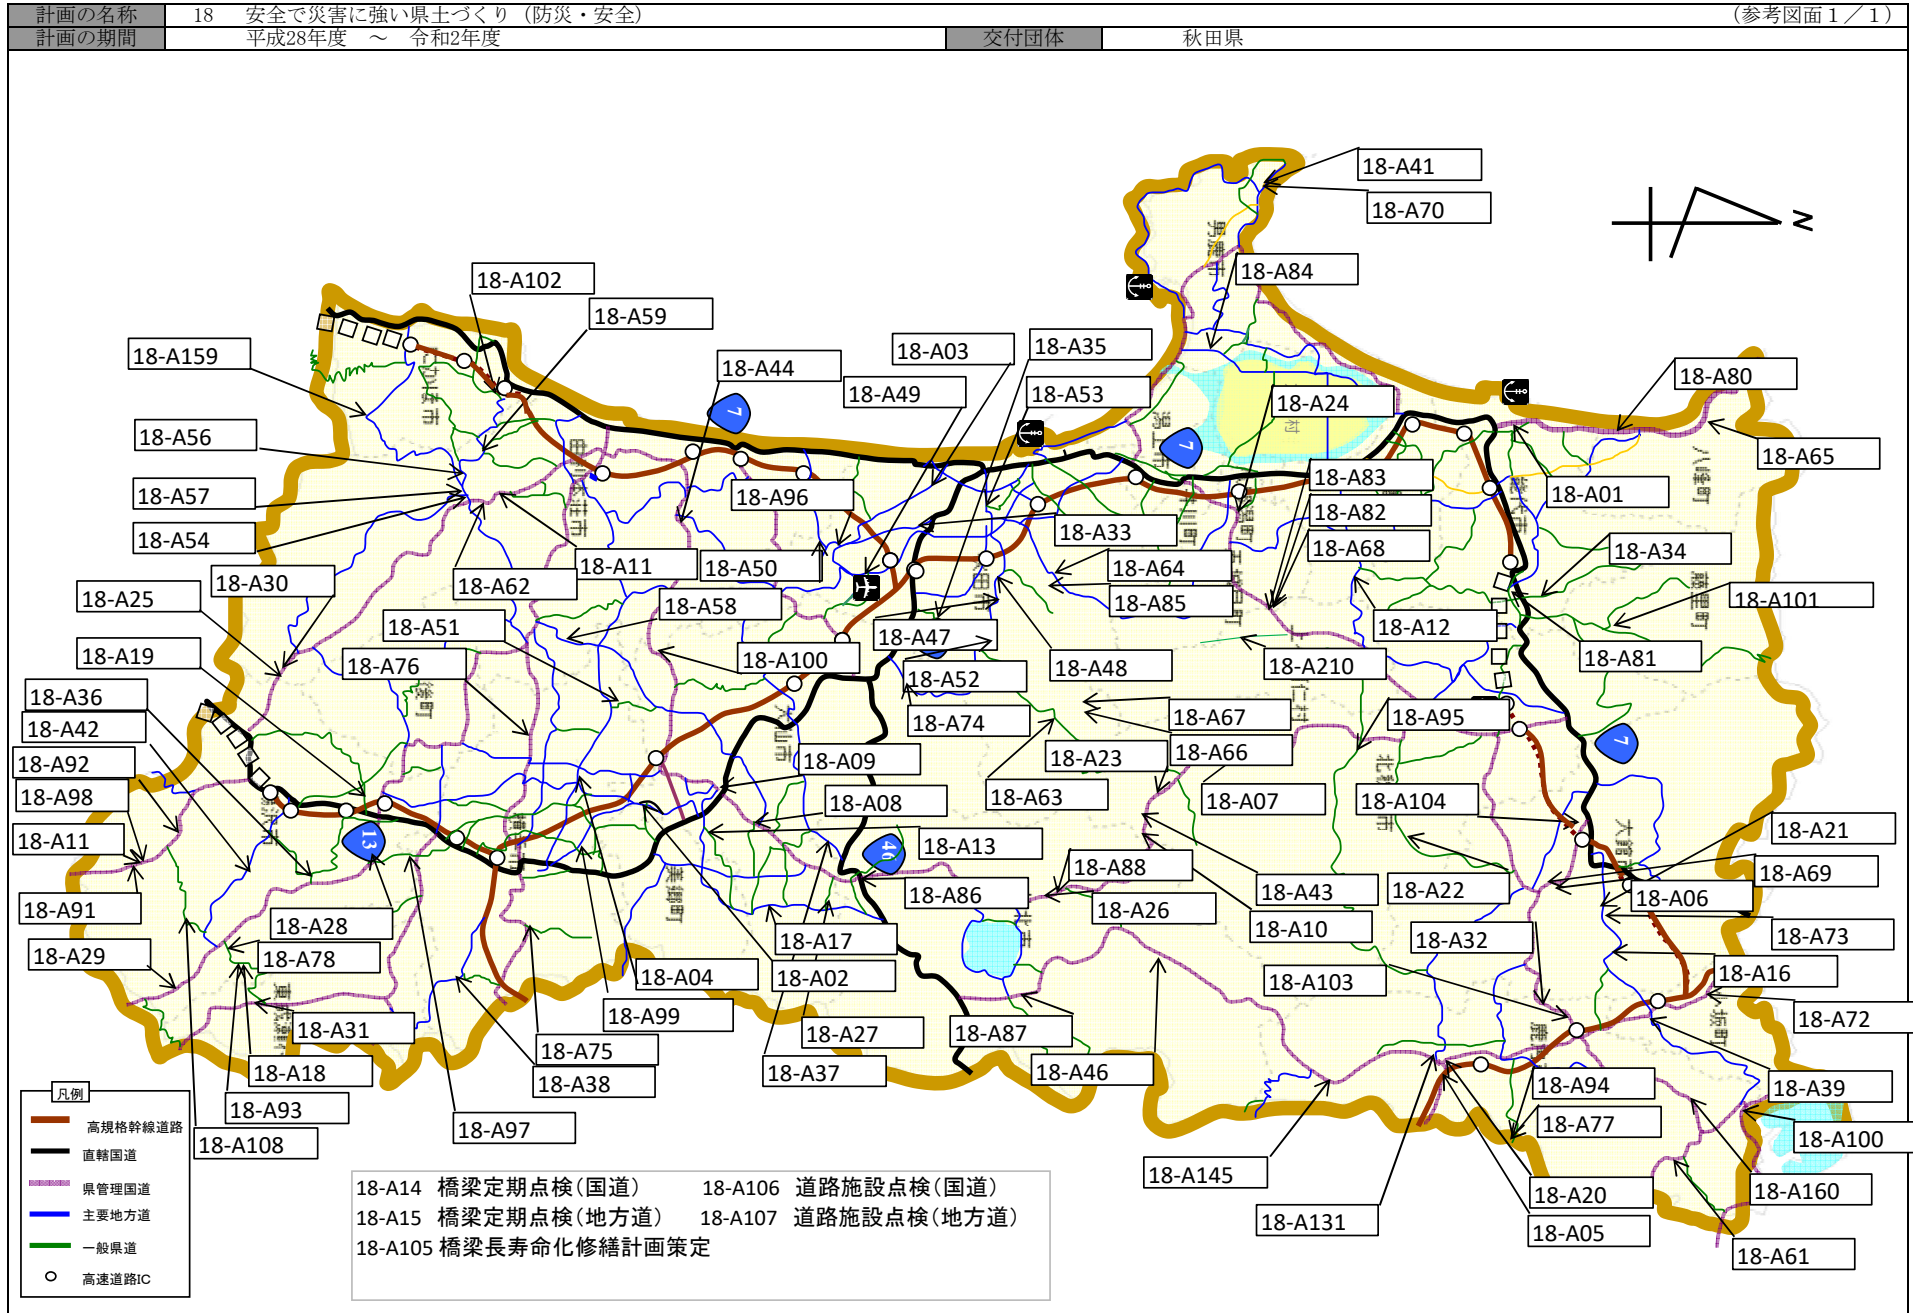 計画の名称 18 安全で災害に強い県土づくり（防災・安全） （参考図面１／１）
計画の期間 平成28年度 ～ 令和2年度 交付団体 秋田県
18-A41
18-A70
N
男鹿市
18-A84
18-A102
18-A59
18-A159
18-A03
18-A35
18-A44
18-A49
18-A53
18-A80
18-A24
7
7
18-A56
18-A65
18-A57
18-A96
18-A83
18-A01
18-A82
18-A54
18-A33
18-A68
18-A34
18-A11
18-A50
18-A64
18-A30
18-A62
18-A25
18-A58
18-A85
18-A101
18-A51
18-A47
18-A12
18-A19
18-A76
18-A100
18-A48
18-A210
18-A81
18-A36
18-A52
18-A42
18-A74
18-A67
18-A95
18-A92
18-A09
18-A23
18-A66
7
18-A98
18-A08
18-A63
18-A07
18-A104
18-A11
13
46
18-A13
18-A21
18-A88
18-A69
18-A91
18-A86
18-A43
18-A22
18-A06
18-A28
18-A26
18-A10
18-A29
18-A78
18-A17
18-A32
18-A73
18-A04
18-A02
18-A103
18-A16
18-A31
18-A99
18-A27
18-A87
18-A72
18-A75
18-A18
18-A38
18-A37
18-A46
18-A94
18-A39
18-A93
18-A97
18-A77
18-A108
18-A100
18-A145
18-A20
18-A160
18-A131
18-A05
18-A61
凡例
高規格幹線道路
直轄国道
県管理国道
主要地方道
一般県道
高速道路IC
18-A14 橋梁定期点検（国道） 18-A106 道路施設点検（国道）
18-A15 橋梁定期点検（地方道） 18-A107 道路施設点検（地方道）
18-A105 橋梁長寿命化修繕計画策定